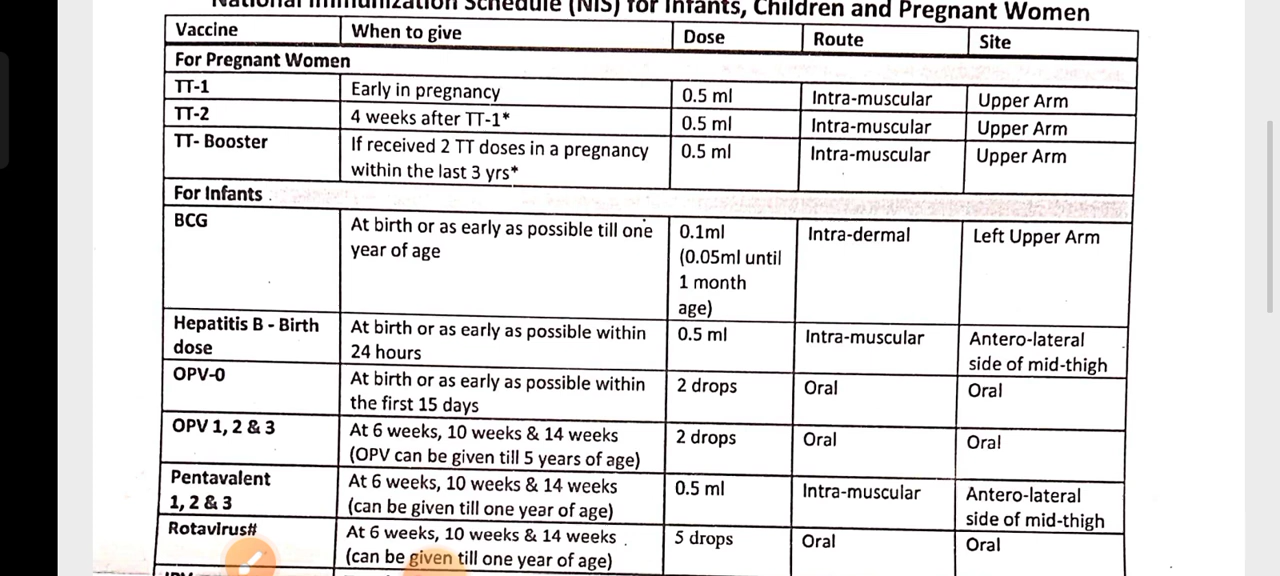 National Immunization Schedule (NIS) for Infants, Children and Pregnant Women
Vaccine When to give Dose Route Site
For Pregnant Women
TT-1 Early in pregnancy 0.5 ml Intra-muscular Upper Arm
TT-2 4 weeks after TT-1* 0.5 ml Intra-muscular Upper Arm
TT- Booster If received 2 TT doses in a pregnancy 0.5 ml Intra-muscular Upper Arm
within the last 3 yrs*
For Infants
BCG At birth or as early as possible till one 0.1ml Intra-dermal Left Upper Arm
year of age (0.05ml until
1 month
age)
Hepatitis B - Birth At birth or as early as possible within 0.5 ml Intra-muscular Antero-lateral
dose 24 hours side of mid-thigh
OPV-0 At birth or as early as possible within 2 drops Oral Oral
the first 15 days
OPV 1, 2 & 3 At 6 weeks, 10 weeks & 14 weeks 2 drops Oral Oral
(OPV can be given till 5 years of age)
Pentavalent At 6 weeks, 10 weeks & 14 weeks 0.5 ml Intra-muscular Antero-lateral
1, 2 & 3 (can be given till one year of age) side of mid-thigh
Rotavirus# At 6 weeks, 10 weeks & 14 weeks 5 drops Oral Oral
(can be given till one year of age)